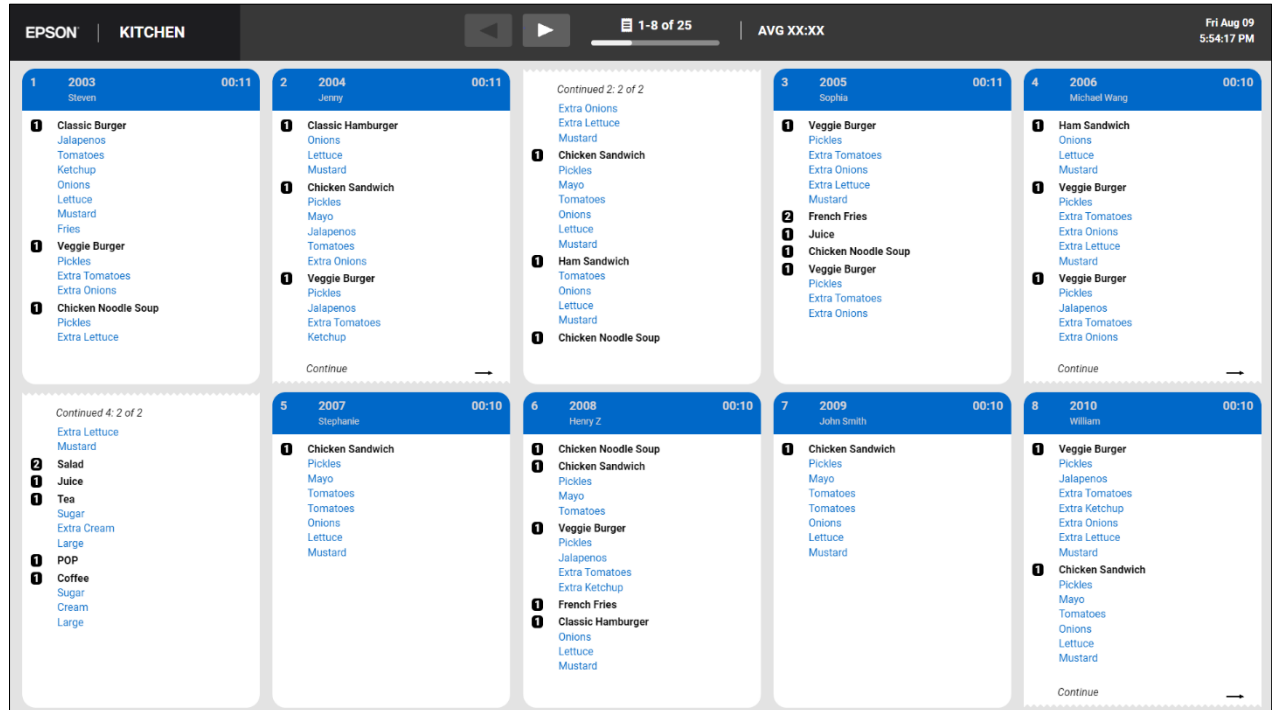 EPSON
KITCHEN
1-8 of 25
AVG XX:XX
Fri Aug 09
5:54:17 PM
1 2003 00:11
Steven
1 Classic Burger
Jalapenos
Tomatoes
Ketchup
Onions
Lettuce
Mustard
Fries
1 Veggie Burger
Pickles
Extra Tomatoes
Extra Onions
1 Chicken Noodle Soup
Pickles
Extra Lettuce
2 2004 00:11
Jenny
1 Classic Hamburger
Onions
Lettuce
Mustard
1 Chicken Sandwich
Pickles
Mayo
Jalapenos
Tomatoes
Extra Onions
1 Veggie Burger
Pickles
Jalapenos
Extra Tomatoes
Ketchup
Continue
Continued 2: 2 of 2
Extra Onions
Extra Lettuce
Mustard
1 Chicken Sandwich
Pickles
Mayo
Tomatoes
Onions
Lettuce
Mustard
1 Ham Sandwich
Tomatoes
Onions
Lettuce
Mustard
1 Chicken Noodle Soup
3 2005 00:11
Sophia
1 Veggie Burger
Pickles
Extra Tomatoes
Extra Onions
Extra Lettuce
Mustard
2 French Fries
1 Juice
1 Chicken Noodle Soup
1 Veggie Burger
Pickles
Extra Tomatoes
Extra Onions
4 2006 00:10
Michael Wang
1 Ham Sandwich
Onions
Lettuce
Mustard
1 Veggie Burger
Pickles
Extra Tomatoes
Extra Onions
Extra Lettuce
Mustard
1 Veggie Burger
Pickles
Jalapenos
Extra Tomatoes
Extra Onions
Continue
Continued 4: 2 of 2
Extra Lettuce
Mustard
2 Salad
1 Juice
1 Tea
Sugar
Extra Cream
Large
1 POP
1 Coffee
Sugar
Cream
Large
5 2007 00:10
Stephanie
1 Chicken Sandwich
Pickles
Mayo
Tomatoes
Tomatoes
Onions
Lettuce
Mustard
6 2008 00:10
Henry Z
1 Chicken Noodle Soup
1 Chicken Sandwich
Pickles
Mayo
Tomatoes
1 Veggie Burger
Pickles
Jalapenos
Extra Tomatoes
Extra Ketchup
1 French Fries
1 Classic Hamburger
Onions
Lettuce
Mustard
7 2009 00:10
John Smith
1 Chicken Sandwich
Pickles
Mayo
Tomatoes
Tomatoes
Onions
Lettuce
Mustard
8 2010 00:10
William
1 Veggie Burger
Pickles
Jalapenos
Extra Tomatoes
Extra Ketchup
Extra Onions
Extra Lettuce
Mustard
1 Chicken Sandwich
Pickles
Mayo
Tomatoes
Onions
Lettuce
Mustard
Continue